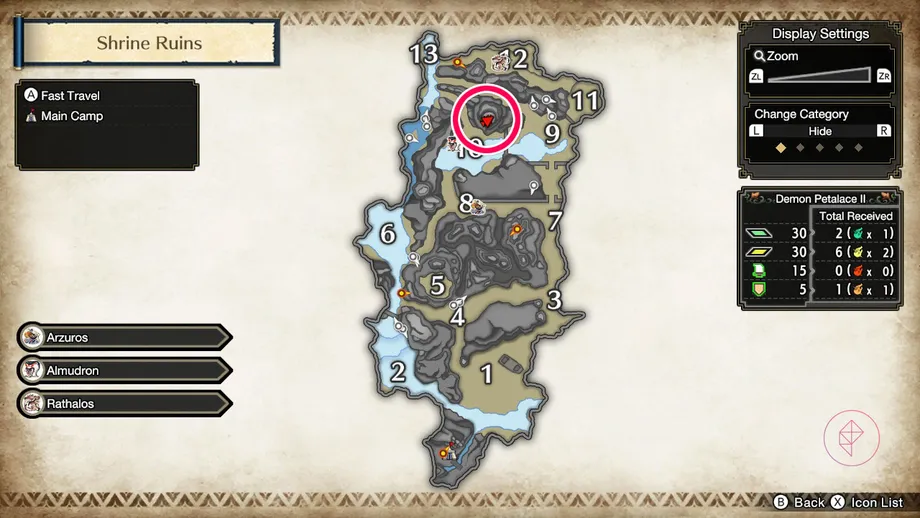 Shrine Ruins
A Fast Travel
Main Camp
Arzuros
Almudron
Rathalos
13
12
11
9
10
8
7
6
5
4
3
2
1
Display Settings
Zoom
ZL ZR
Change Category
L Hide R
Demon Petalace II
Total Received
30 2 ( x 1)
30 6 ( x 2)
15 0 ( x 0)
5 1 ( x 1)
B Back X Icon List